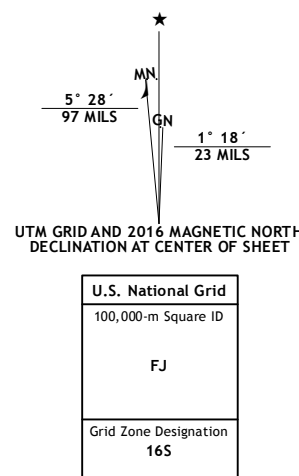 MN
5° 28´
97 MILS
GN
1° 18´
23 MILS
UTM GRID AND 2016 MAGNETIC NORTH
DECLINATION AT CENTER OF SHEET
U.S. National Grid
100,000-m Square ID
FJ
Grid Zone Designation
16S